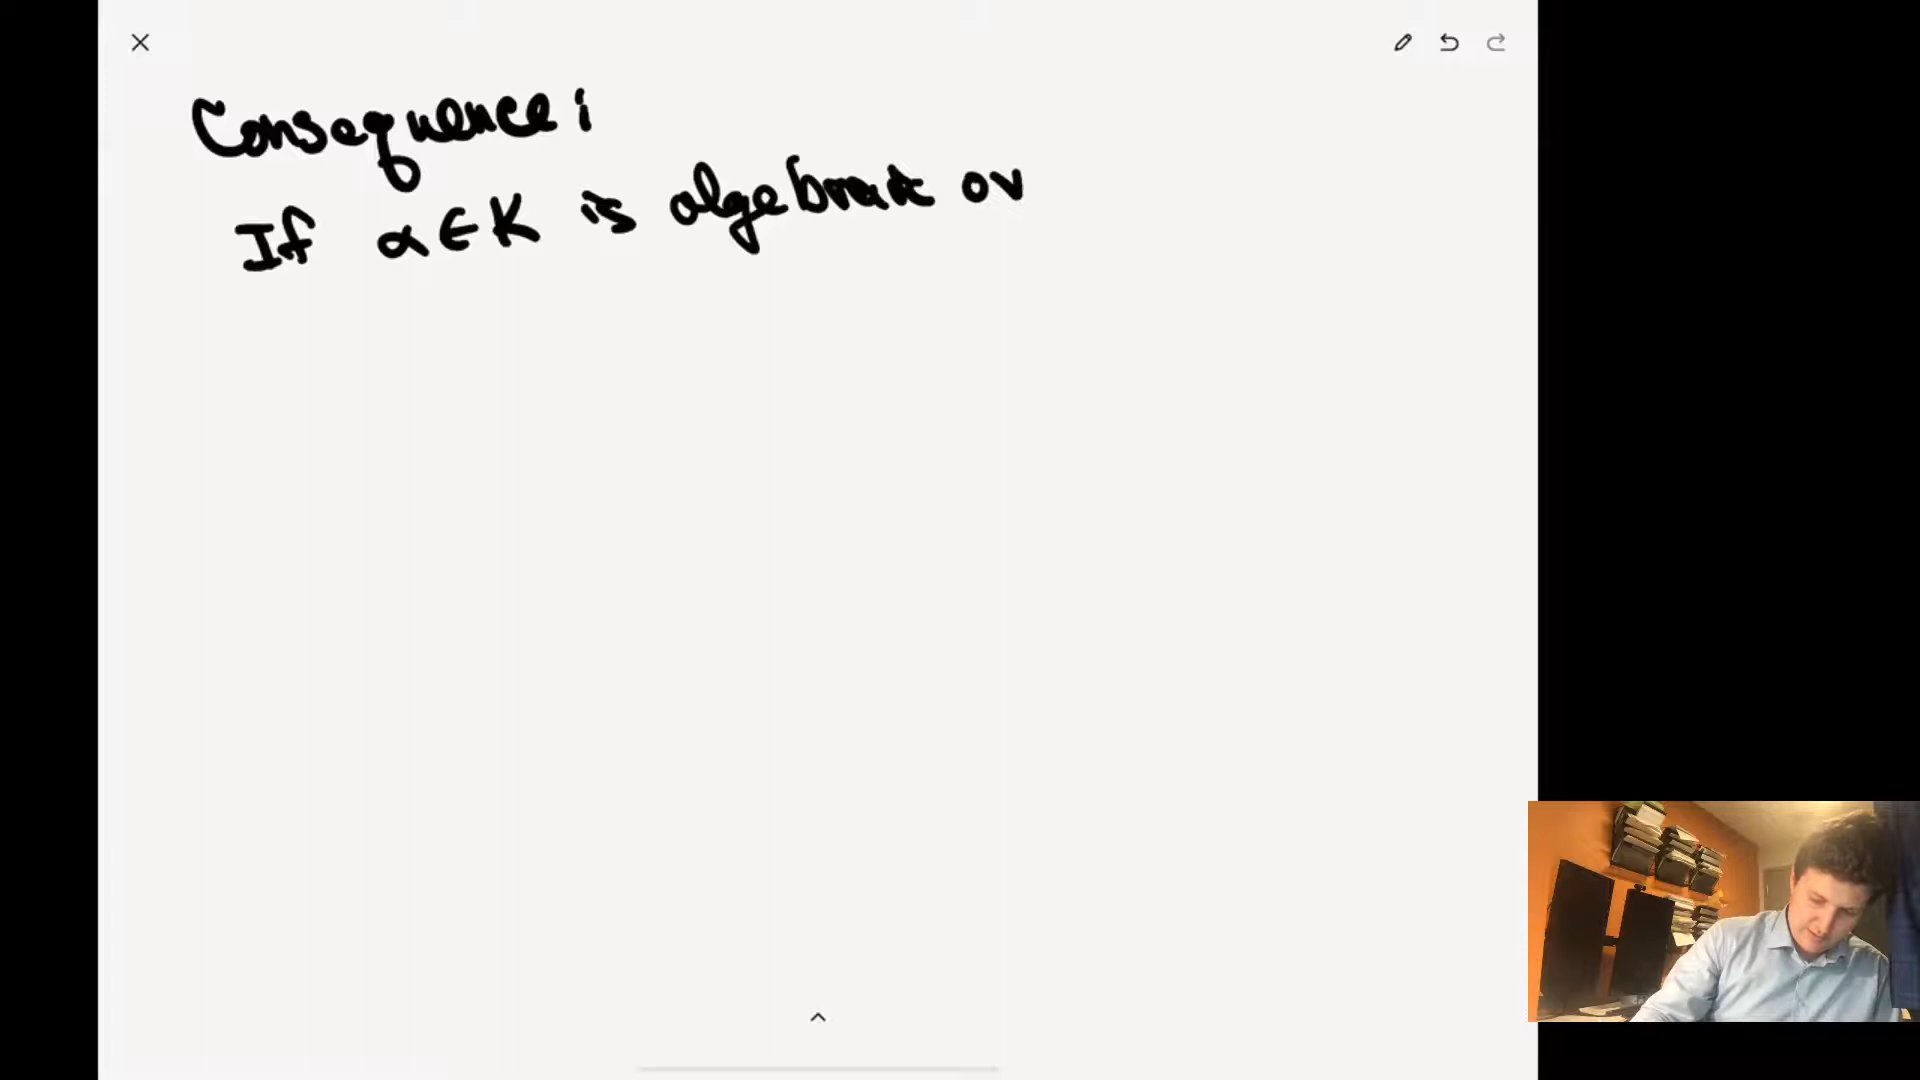 Consequence:
If α ∈ K is algebraic ov